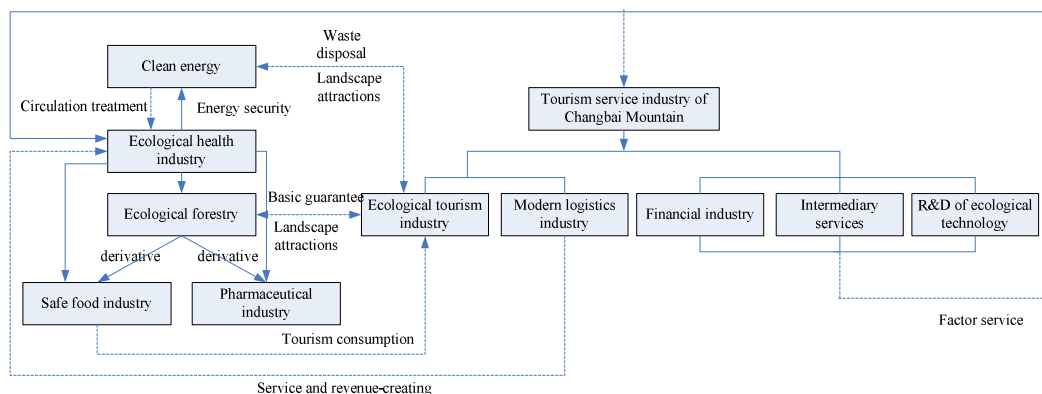 Waste
disposal
Clean energy
Landscape
attractions
Circulation treatment
Energy security
Tourism service industry of
Changbai Mountain
Ecological health
industry
Basic guarantee
Ecological forestry
Landscape
attractions
Ecological tourism
industry
Modern logistics
industry
Financial industry
Intermediary
services
R&D of ecological
technology
derivative
derivative
Safe food industry
Pharmaceutical
industry
Tourism consumption
Factor service
Service and revenue-creating